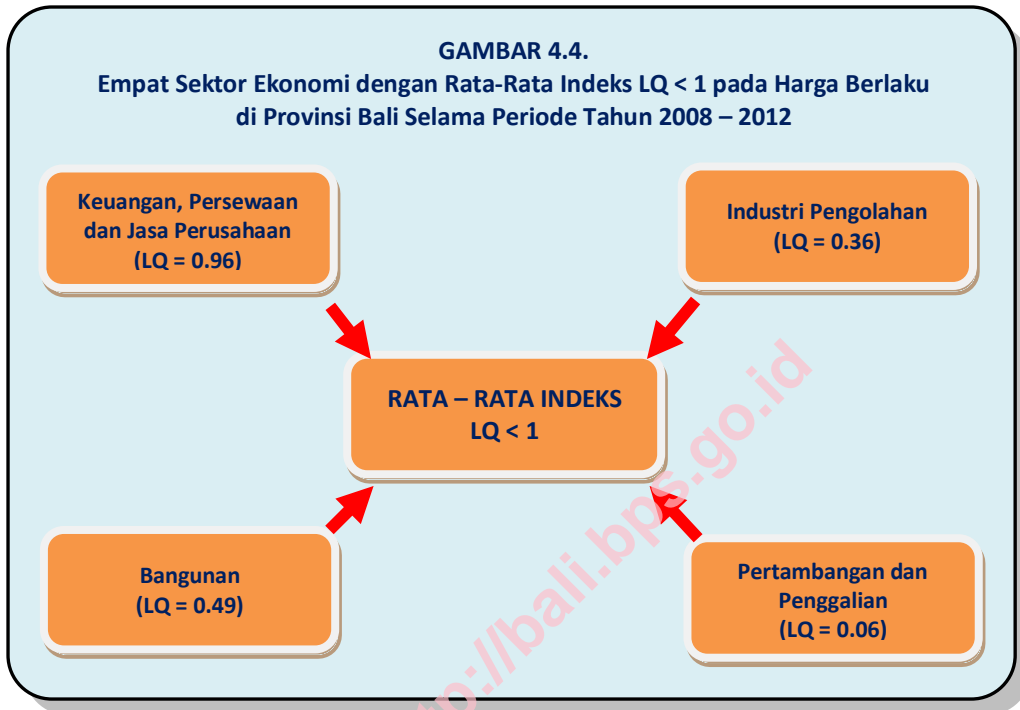 GAMBAR 4.4.
Empat Sektor Ekonomi dengan Rata-Rata Indeks LQ < 1 pada Harga Berlaku
di Provinsi Bali Selama Periode Tahun 2008 – 2012
Keuangan, Persewaan
dan Jasa Perusahaan
(LQ = 0.96)
Industri Pengolahan
(LQ = 0.36)
RATA – RATA INDEKS
LQ < 1
Bangunan
(LQ = 0.49)
Pertambangan dan
Penggalian
(LQ = 0.06)
tp://bali.bps.go.id